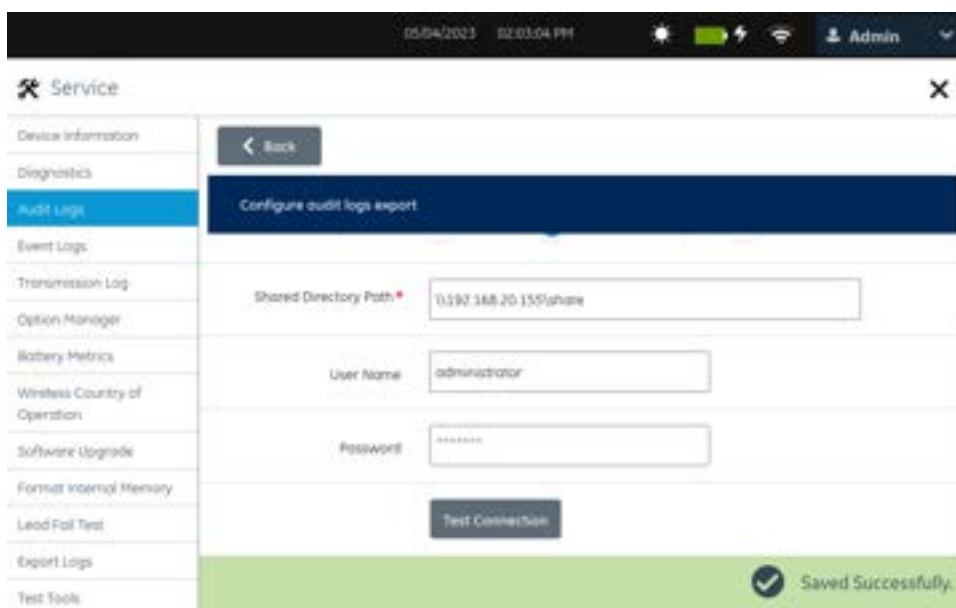 05/04/2023 02:03:04 PM Admin
Service
Device Information
Diagnostics
Audit Logs
Event Logs
Transmission Log
Option Manager
Battery Metrics
Wireless Country of
Operation
Software Upgrade
Format Internal Memory
Lead Fail Test
Export Logs
Test Tools
Back
Configure audit logs export
Shared Directory Path*
\\192.168.20.155\share
User Name
administrator
Password
*******
Test Connection
Saved Successfully.